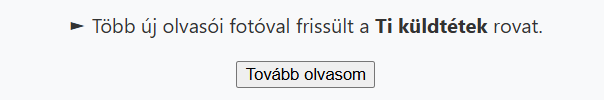 ► Több új olvasói fotóval frissült a Ti küldtétek rovat.
Tovább olvasom